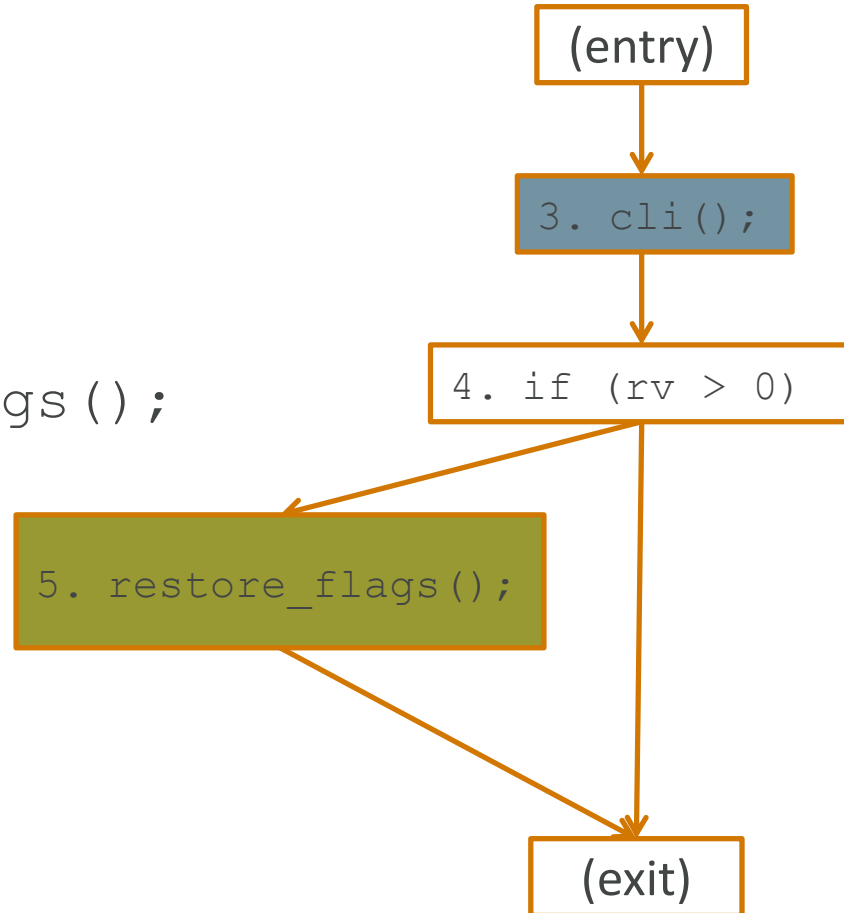 (entry)
3. cli();
4. if (rv > 0)
gs();
5. restore_flags();
(exit)